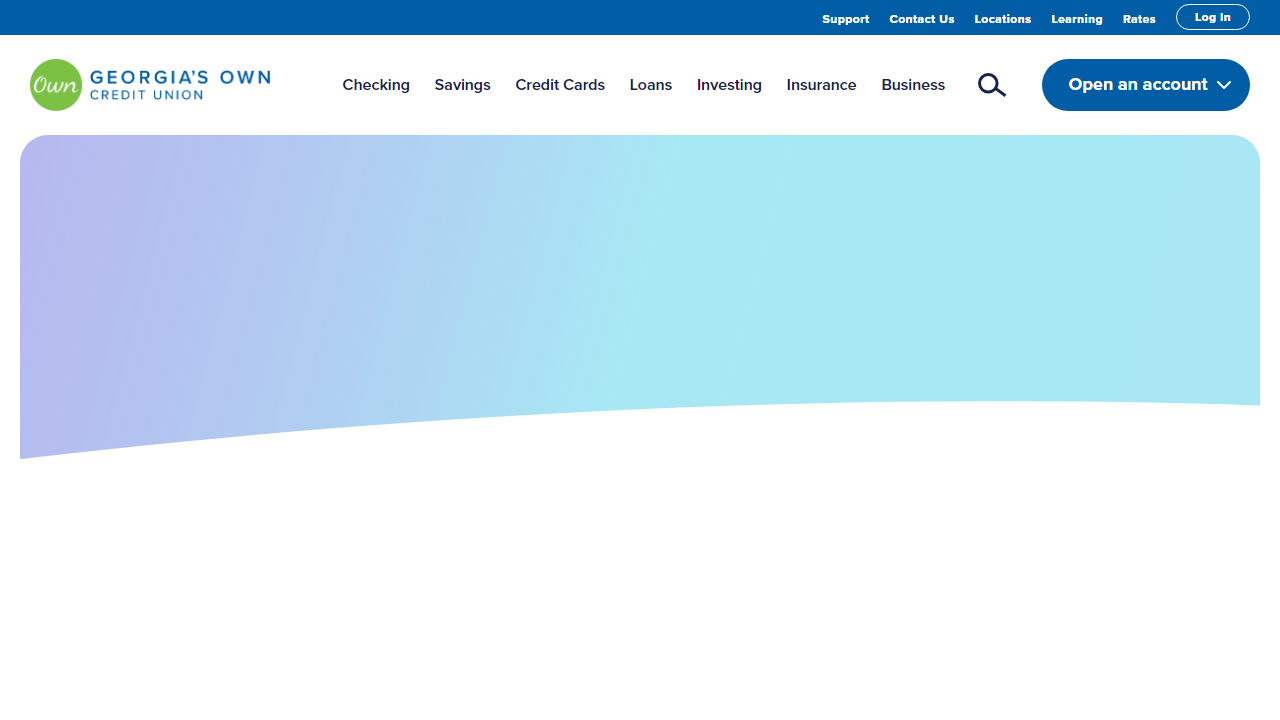 Support Contact Us Locations Learning Rates Log In
Own GEORGIA'S OWN
CREDIT UNION
Checking Savings Credit Cards Loans Investing Insurance Business Open an account